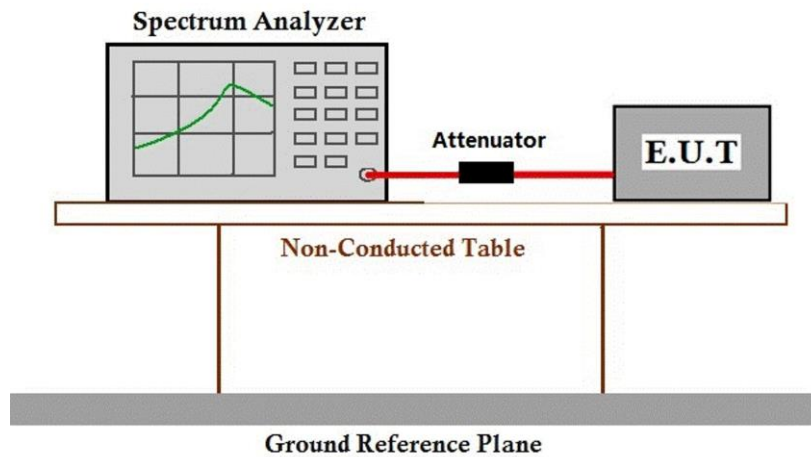 Spectrum Analyzer
Attenuator
E.U.T
Non-Conducted Table
Ground Reference Plane